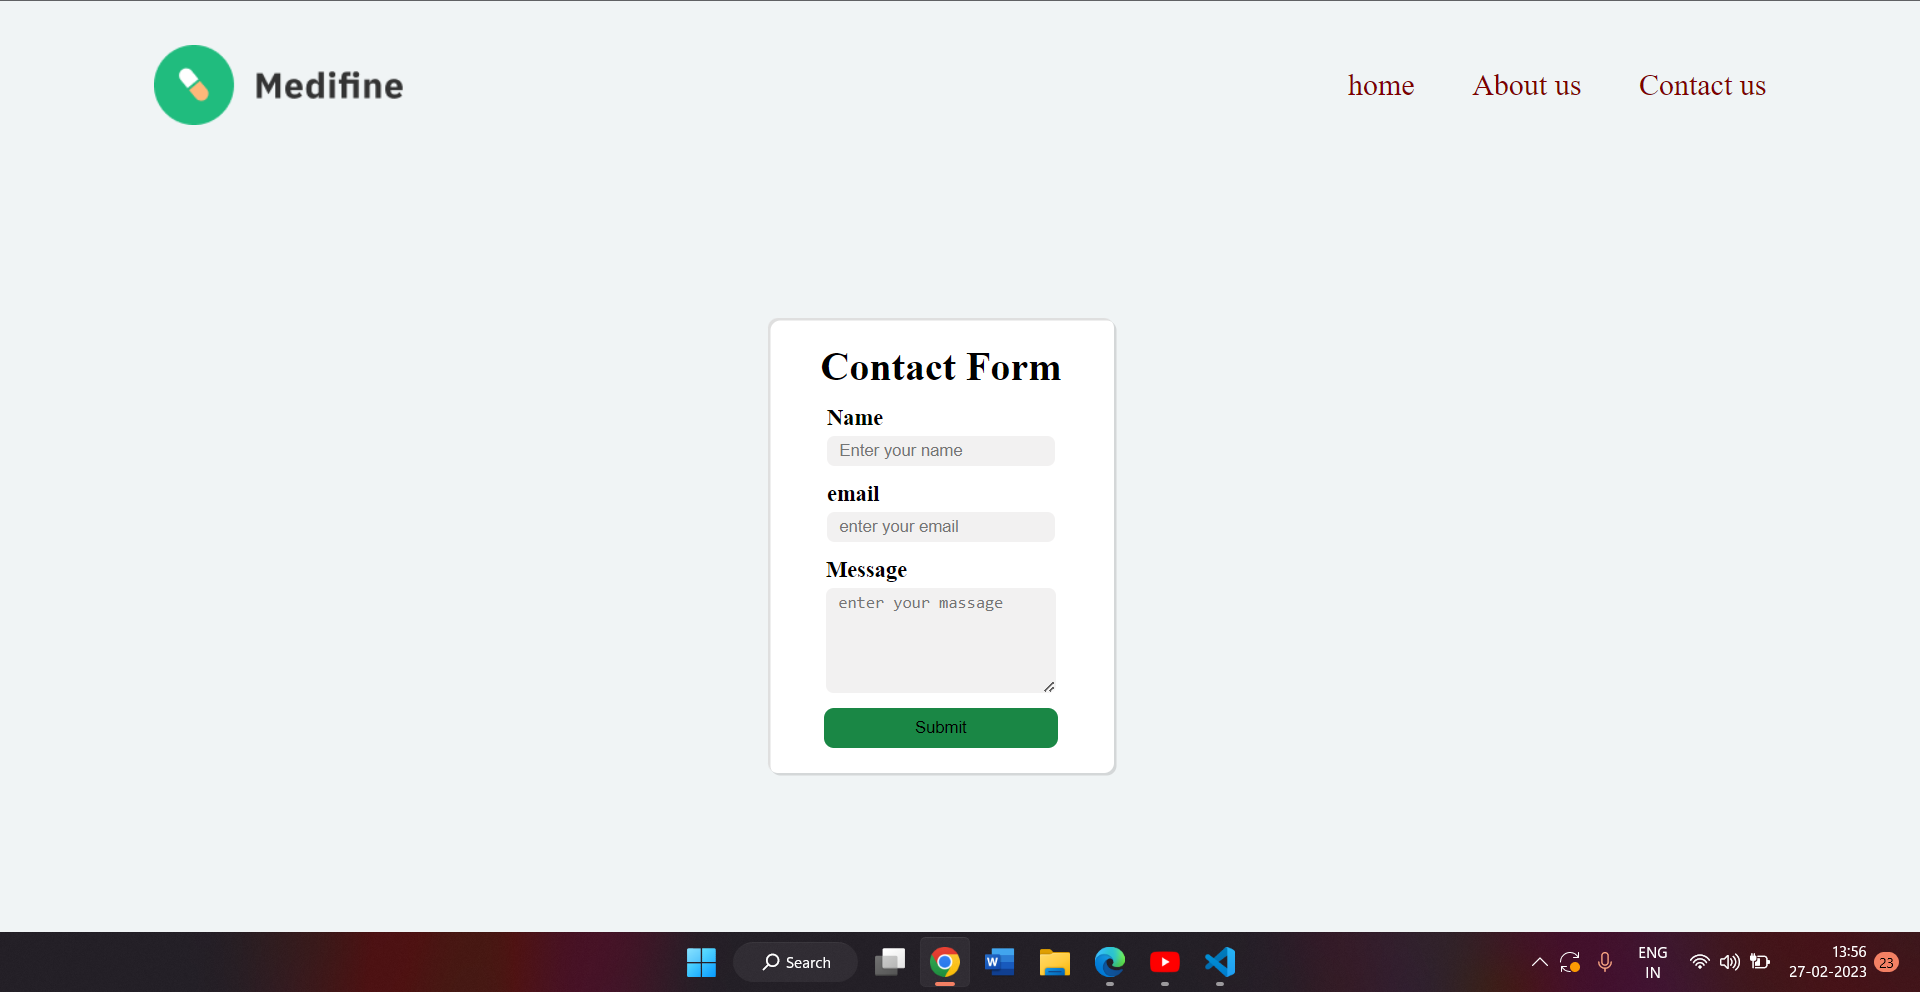 Medifine
home About us Contact us
Contact Form
Name
Enter your name
email
enter your email
Message
enter your massage
Submit
Search
W
ENG
IN
13:56
27-02-2023
23